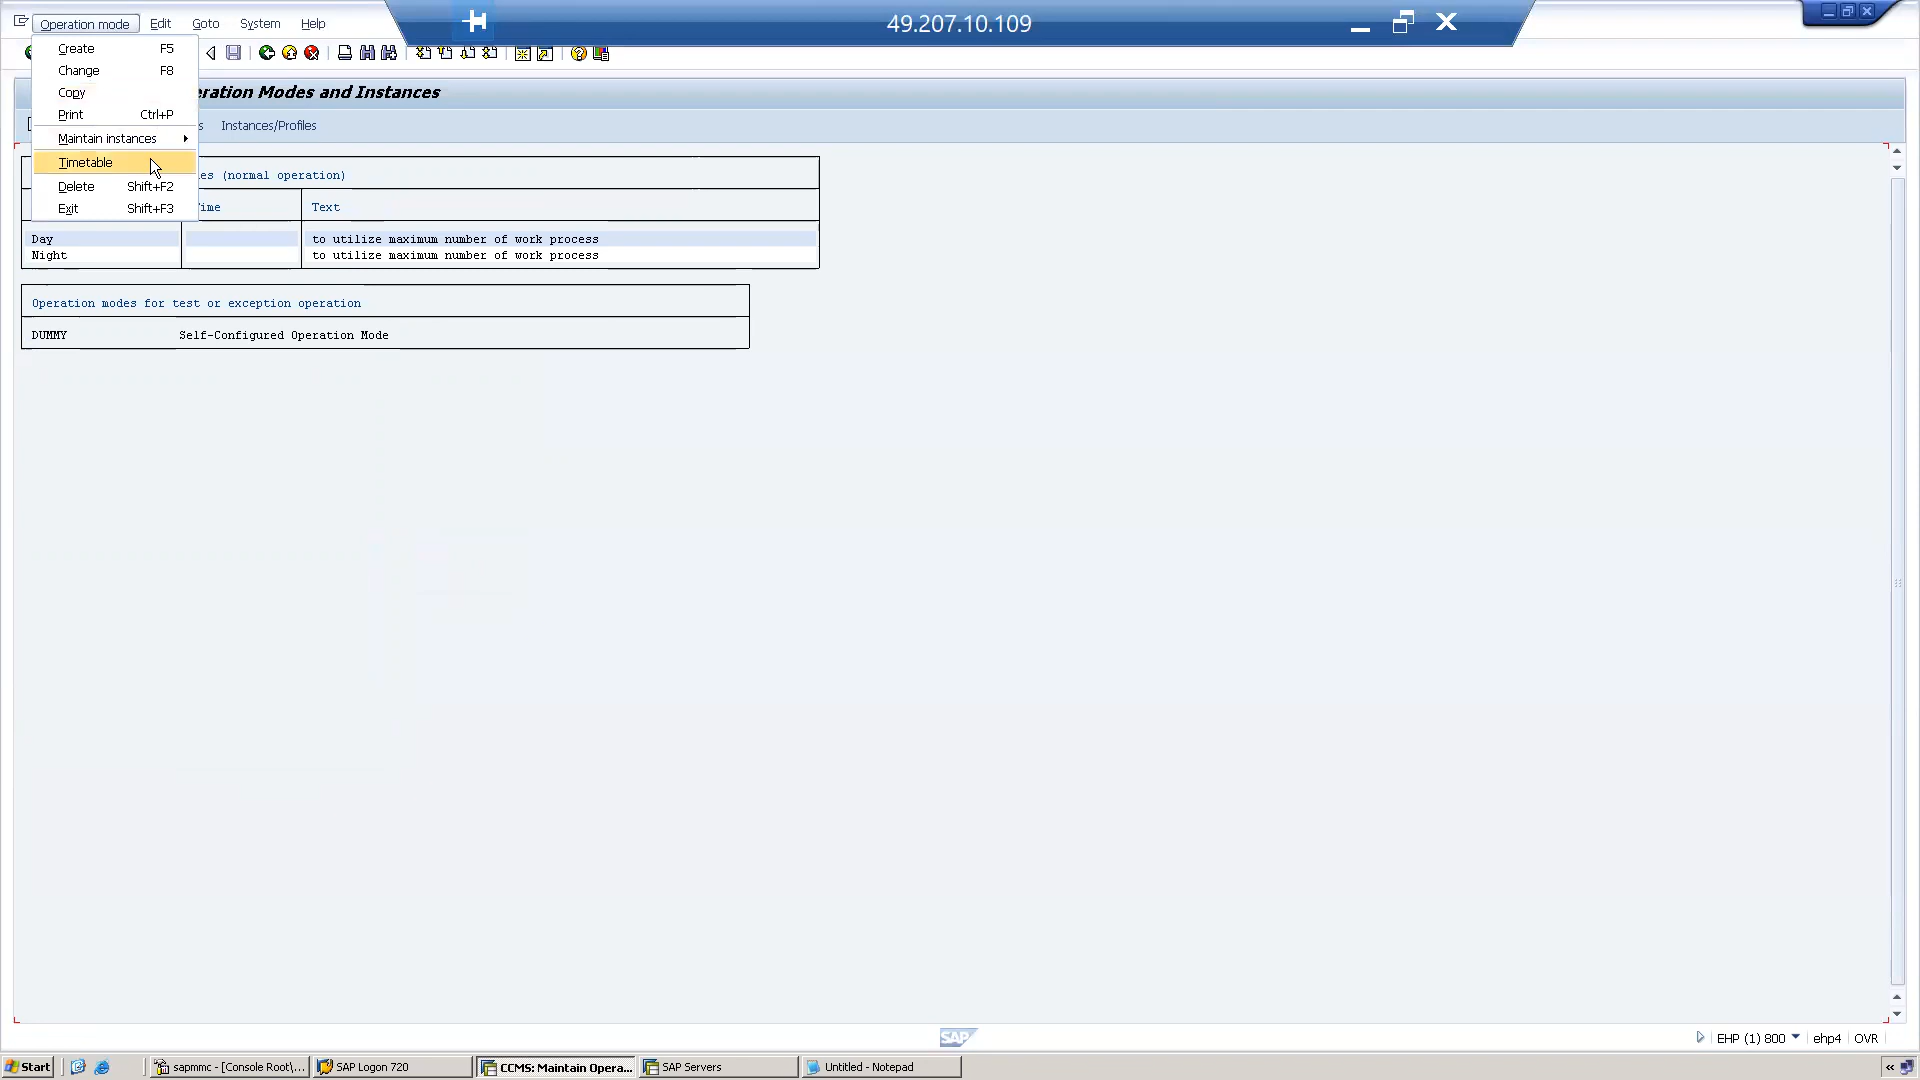 Operation mode Edit Goto System Help
49.207.10.109
Create F5
Change F8
Copy
Print Ctrl+P
Maintain instances
Timetable
Delete Shift+F2
Exit Shift+F3
eration Modes and Instances
s Instances/Profiles
es (normal operation)
ime Text
Day to utilize maximum number of work process
Night to utilize maximum number of work process
Operation modes for test or exception operation
DUMMY Self-Configured Operation Mode
SAP
EHP (1) 800 ehp4 OVR
Start sapmmc - [Console Root\... SAP Logon 720 CCMS: Maintain Opera... SAP Servers Untitled - Notepad «